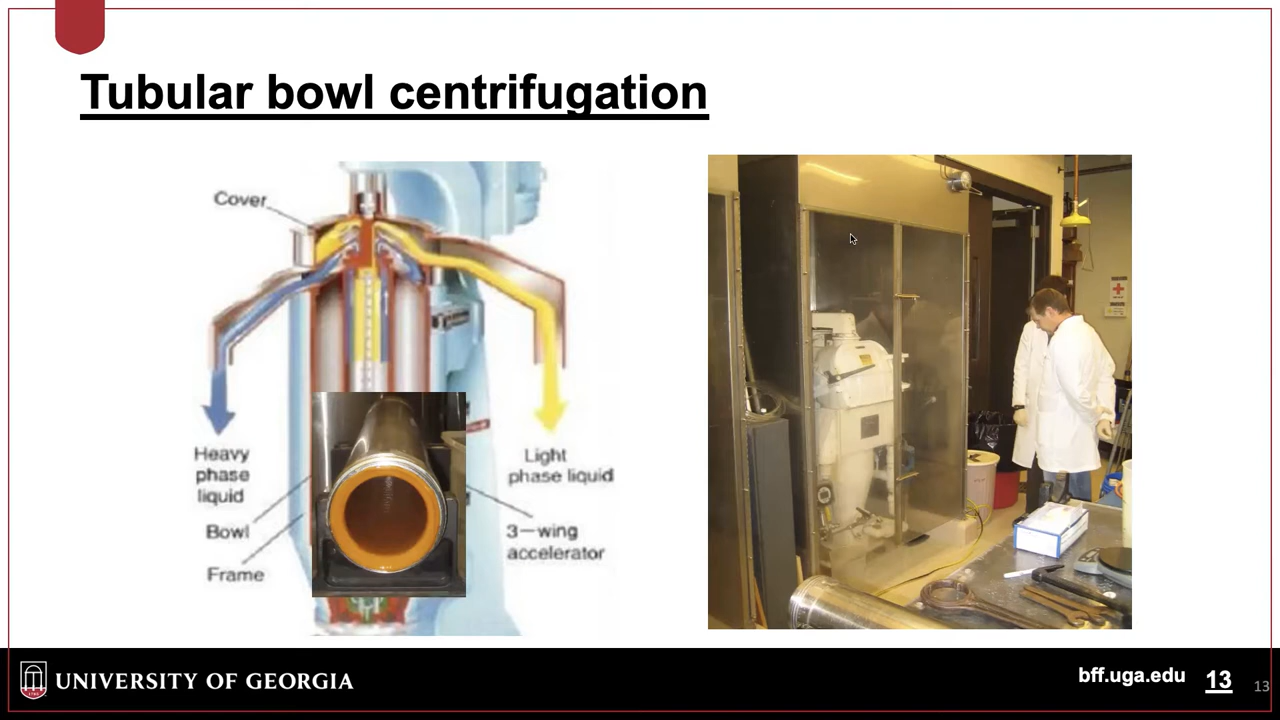 Tubular bowl centrifugation
Cover
Heavy
phase
liquid
Bowl
Frame
Light
phase liquid
3-wing
accelerator
UNIVERSITY OF GEORGIA
bff.uga.edu
13
13